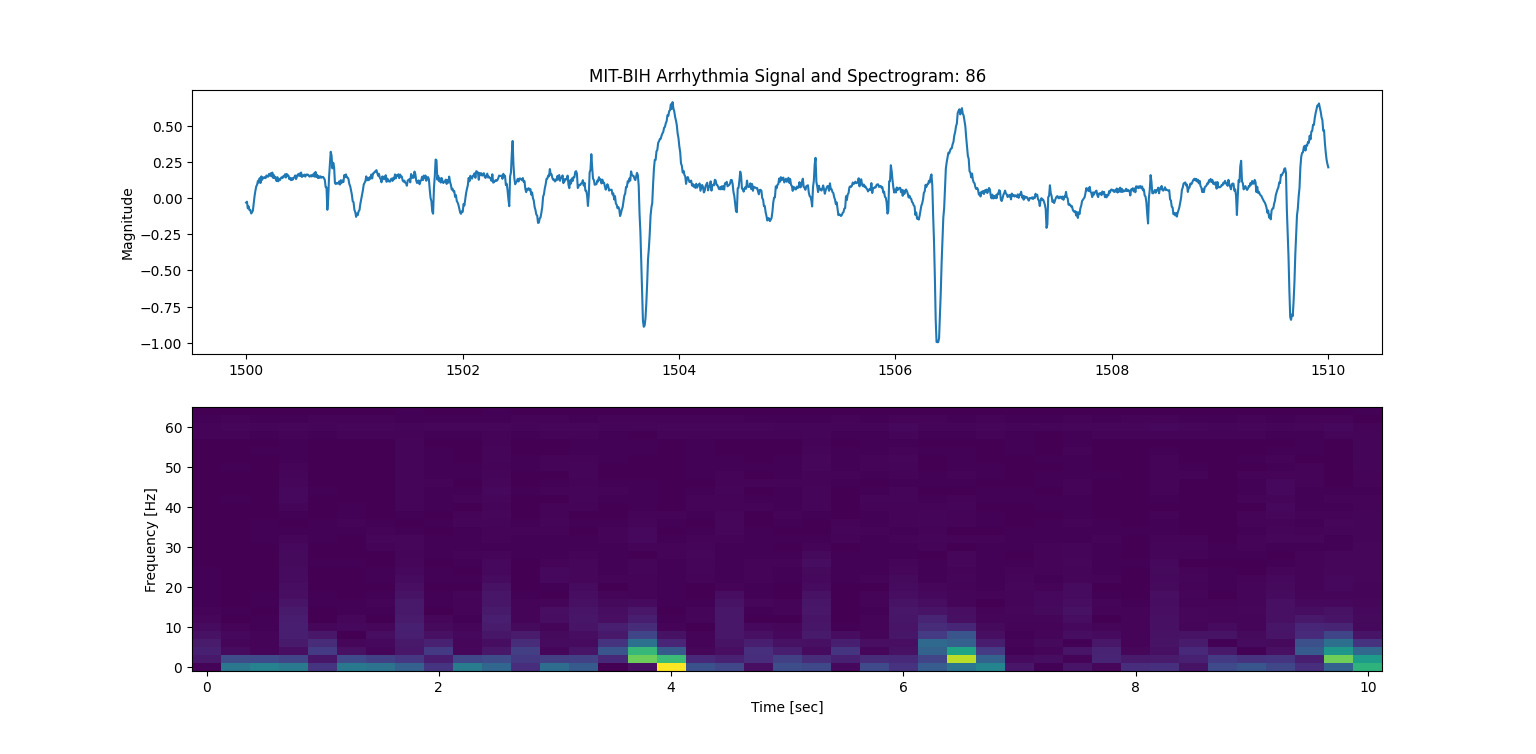 MIT-BIH Arrhythmia Signal and Spectrogram: 86
Magnitude
0.50
0.25
0.00
−0.25
−0.50
−0.75
−1.00
1500 1502 1504 1506 1508 1510
Frequency [Hz]
60
50
40
30
20
10
0
0 2 4 6 8 10
Time [sec]